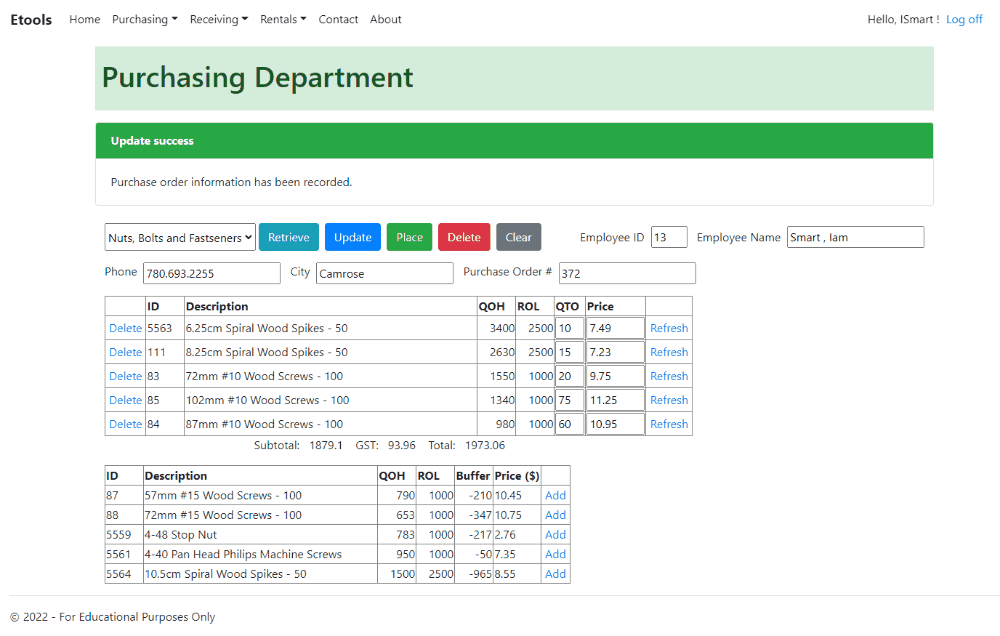 Etools Home Purchasing Receiving Rentals Contact About Hello, ISmart ! Log off
Purchasing Department
Update success
Purchase order information has been recorded.
Nuts, Bolts and Fastseners Retrieve Update Place Delete Clear Employee ID 13 Employee Name Smart , Iam
Phone 780.693.2255 City Camrose Purchase Order # 372
ID Description QOH ROL QTO Price
Delete 5563 6.25cm Spiral Wood Spikes - 50 3400 2500 10 7.49 Refresh
Delete 111 8.25cm Spiral Wood Spikes - 50 2630 2500 15 7.23 Refresh
Delete 83 72mm #10 Wood Screws - 100 1550 1000 20 9.75 Refresh
Delete 85 102mm #10 Wood Screws - 100 1340 1000 75 11.25 Refresh
Delete 84 87mm #10 Wood Screws - 100 980 1000 60 10.95 Refresh
Subtotal: 1879.1 GST: 93.96 Total: 1973.06
ID Description QOH ROL Buffer Price ($)
87 57mm #15 Wood Screws - 100 790 1000 -210 10.45 Add
88 72mm #15 Wood Screws - 100 653 1000 -347 10.75 Add
5559 4-48 Stop Nut 783 1000 -217 2.76 Add
5561 4-40 Pan Head Philips Machine Screws 950 1000 -50 7.35 Add
5564 10.5cm Spiral Wood Spikes - 50 1500 2500 -965 8.55 Add
© 2022 - For Educational Purposes Only